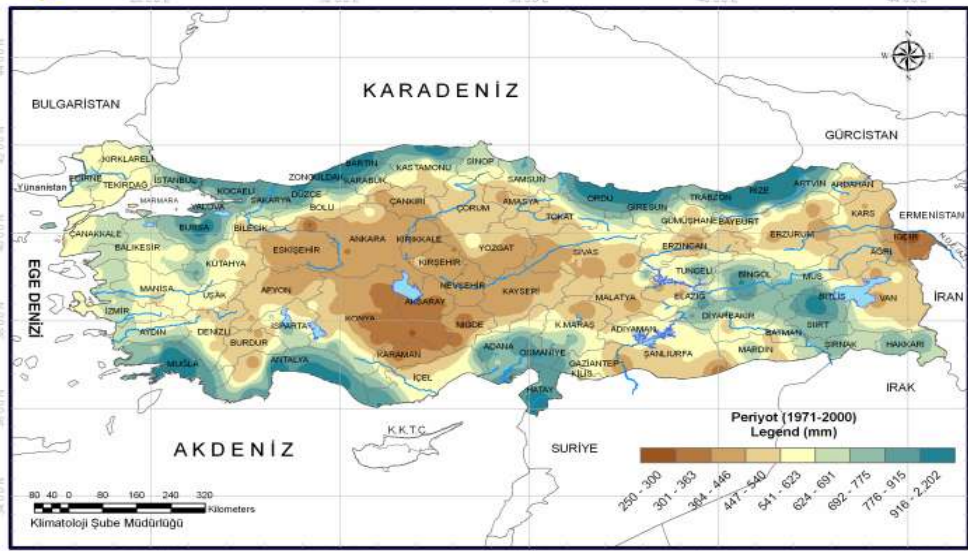 KARADENİZ
BULGARİSTAN
GÜRCİSTAN
Yünanistan
KIRKLARELİ
EDİRNE
TEKİRDAĞ
İSTANBUL
MARMARA
YALOVA
KOCAELİ
SAKARYA
DÜZCE
ZONGULDAK
BARTIN
KARABÜK
KASTAMONU
SİNOP
SAMSUN
ORDU
GİRESUN
TRABZON
RİZE
ARTVİN
ARDAHAN
KARS
ERMENİSTAN
ÇANAKKALE
BALIKESİR
BURSA
BİLECİK
BOLU
ÇANKIRI
ÇORUM
AMASYA
TOKAT
GÜMÜŞHANE
BAYBURT
ERZURUM
IĞDIR
AĞRI
EGE DENİZİ
KÜTAHYA
ESKİŞEHİR
ANKARA
KIRIKKALE
YOZGAT
SİVAS
ERZİNCAN
TUNCELİ
BİNGÖL
MUŞ
İRAN
MANİSA
UŞAK
AFYON
KIRŞEHİR
NEVŞEHİR
KAYSERİ
MALATYA
ELAZIĞ
BİTLİS
VAN
İZMİR
AYDIN
DENİZLİ
ISPARTA
KONYA
AKSARAY
NİĞDE
K.MARAŞ
ADIYAMAN
DİYARBAKIR
BATMAN
SİİRT
ŞIRNAK
HAKKARİ
MUĞLA
BURDUR
ANTALYA
KARAMAN
İÇEL
ADANA
OSMANİYE
GAZİANTEP
KİLİS
ŞANLIURFA
MARDİN
HATAY
IRAK
AKDENİZ
K.K.T.C.
SURİYE
Periyot (1971-2000)
Legend (mm)
250 - 300
301 - 363
364 - 446
447 - 540
541 - 623
624 - 691
692 - 775
776 - 915
916 - 2,202
80 40 0 80 160 240 320
Kilometers
Klimatoloji Şube Müdürlüğü
N
W
E
S